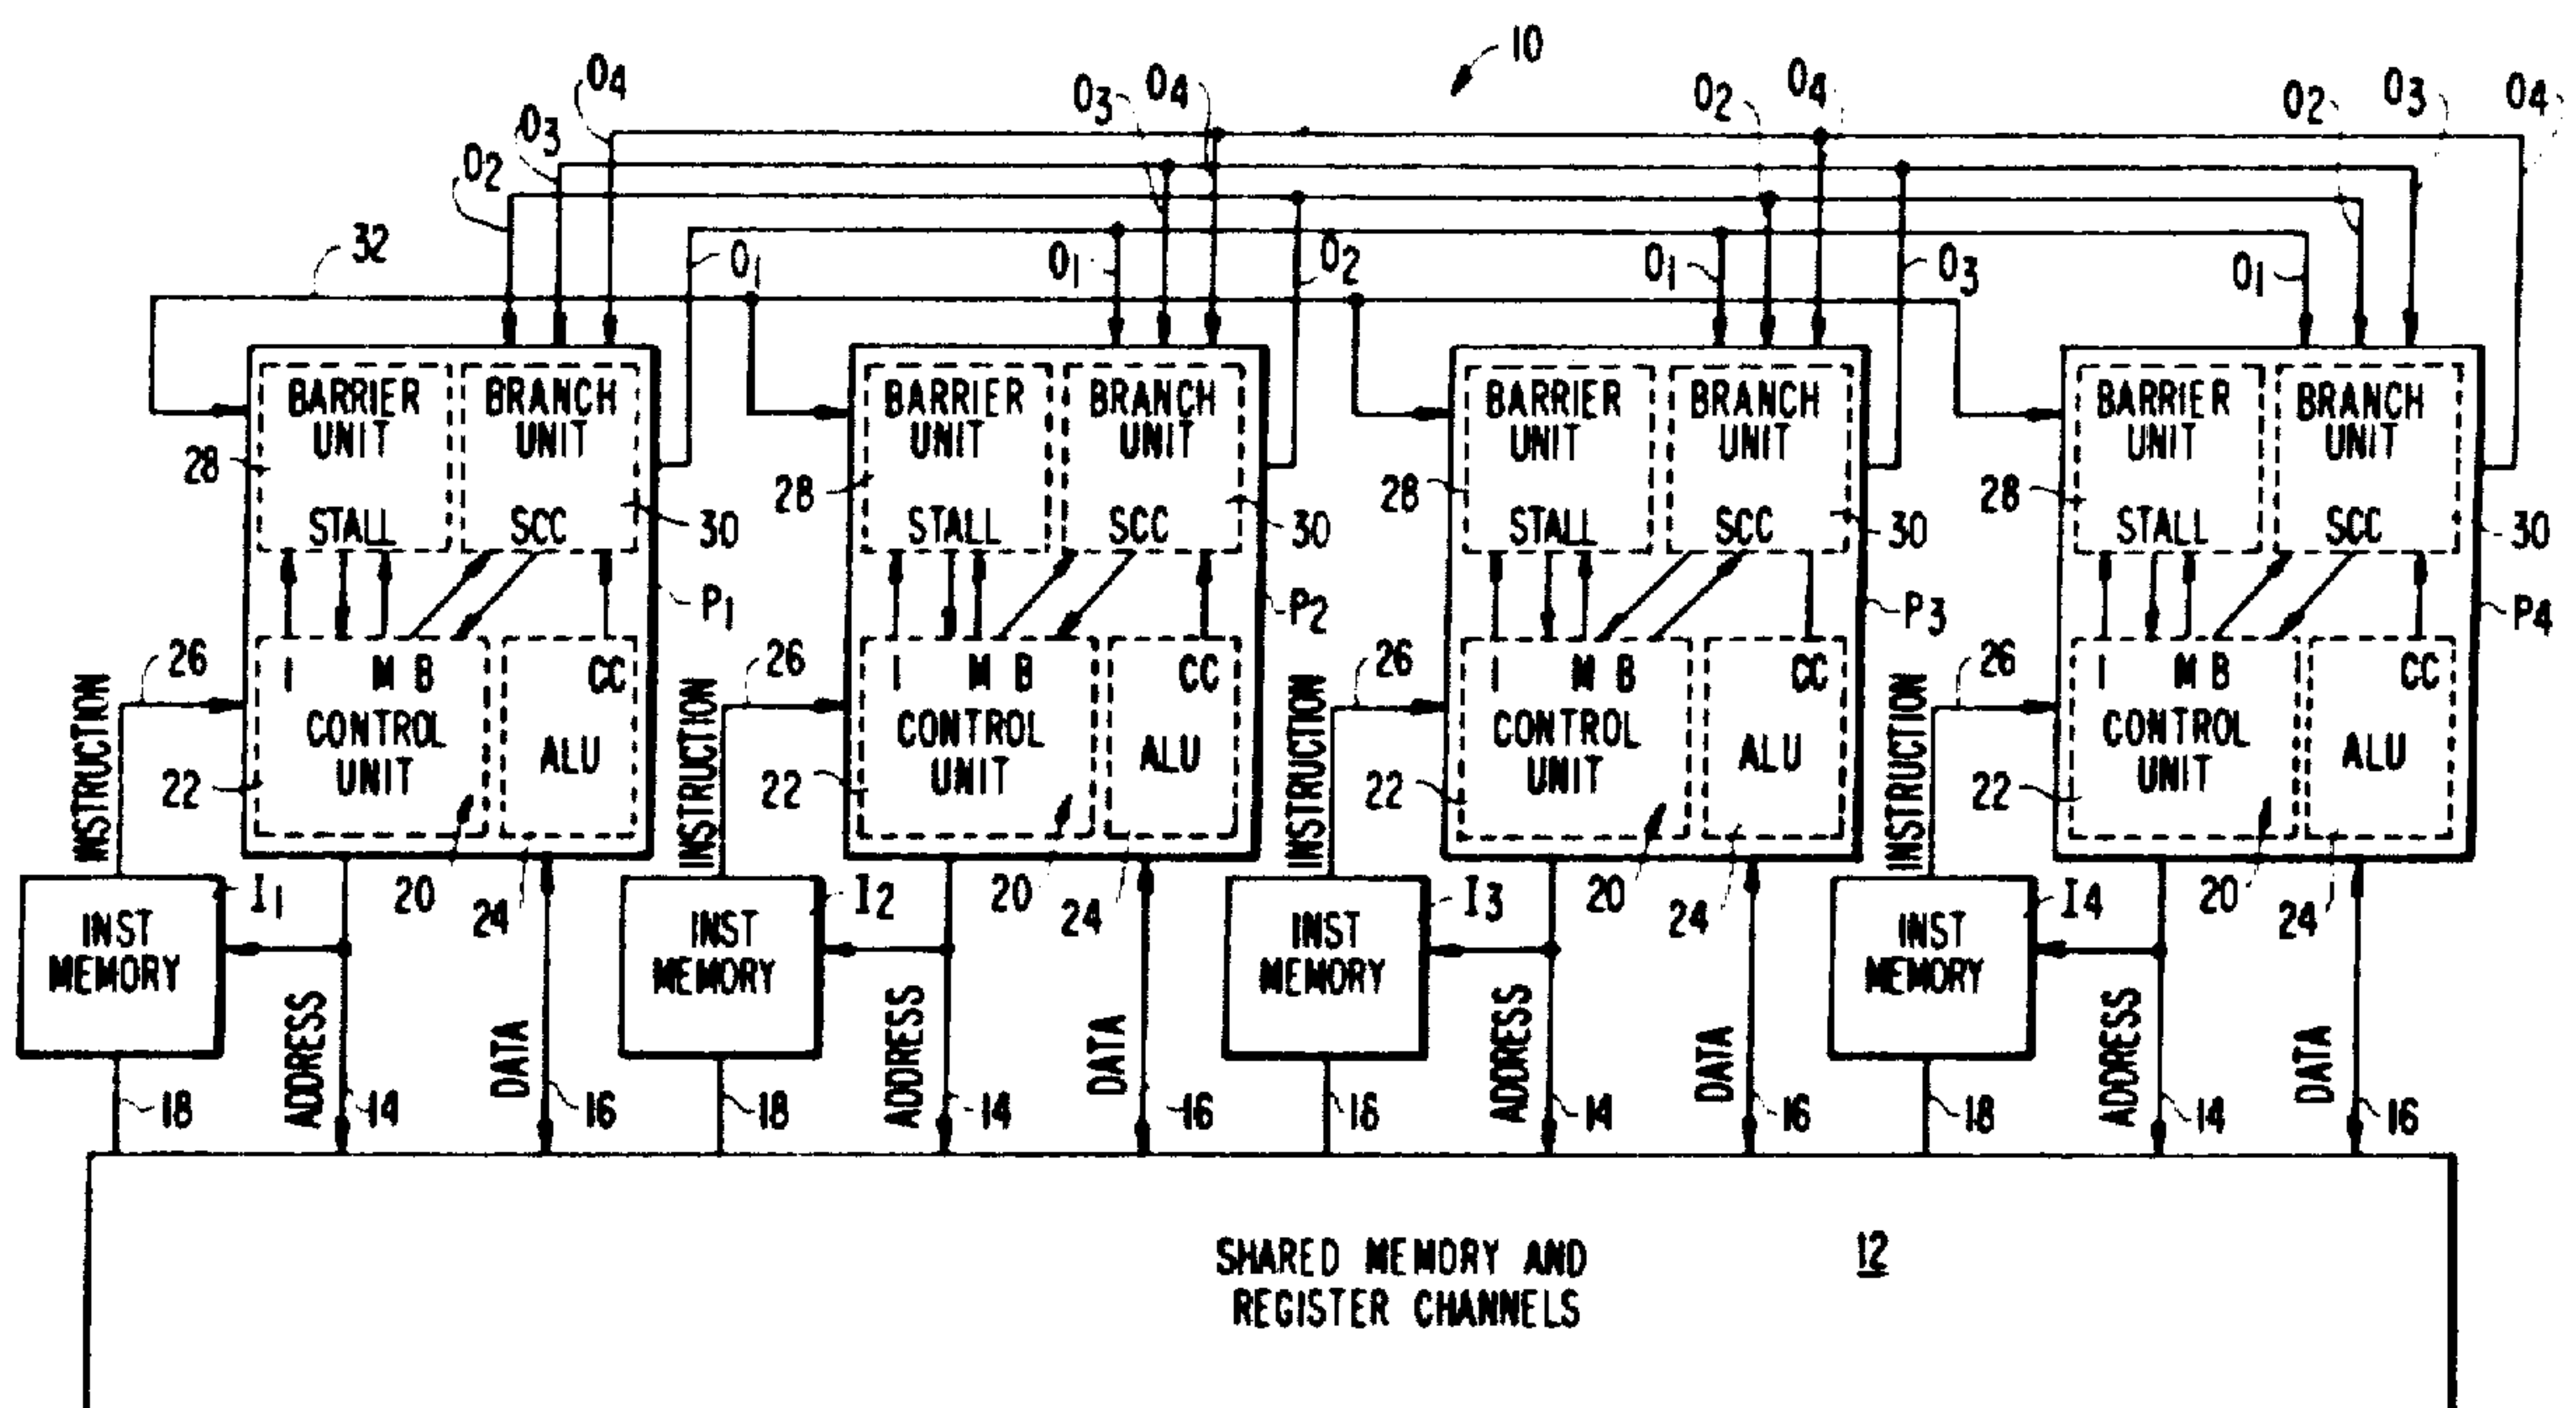 10
O4 O3 O4 O2 O4 O2 O3 O4
O3
O2
32
O1 O1 O2 O1 O3 O1
BARRIER UNIT BRANCH UNIT BARRIER UNIT BRANCH UNIT BARRIER UNIT BRANCH UNIT BARRIER UNIT BRANCH UNIT
28 28 28 28
STALL SCC 30 STALL SCC 30 STALL SCC 30 STALL SCC 30
P1 P2 P3 P4
26 I M B CC 26 I M B CC 26 I M B CC 26 I M B CC
INSTRUCTION INSTRUCTION INSTRUCTION INSTRUCTION
CONTROL UNIT ALU CONTROL UNIT ALU CONTROL UNIT ALU CONTROL UNIT ALU
22 22 22 22
I1 20 24 I2 20 24 I3 20 24 I4 20 24
INST MEMORY INST MEMORY INST MEMORY INST MEMORY
ADDRESS DATA ADDRESS DATA ADDRESS DATA ADDRESS DATA
18 14 16 18 14 16 18 14 16 18 14 16
SHARED MEMORY AND 12
REGISTER CHANNELS